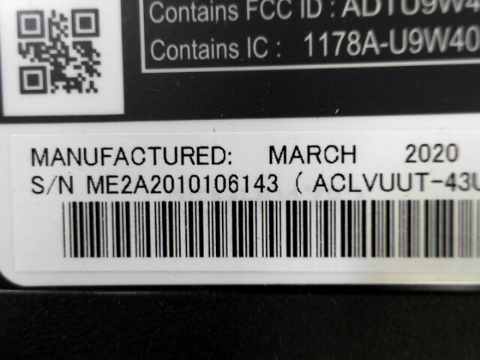 Contains FCC ID : ADTU9W4
Contains IC : 1178A-U9W40
MANUFACTURED: MARCH 2020
S/N ME2A2010106143 ( ACLVUUT-43U